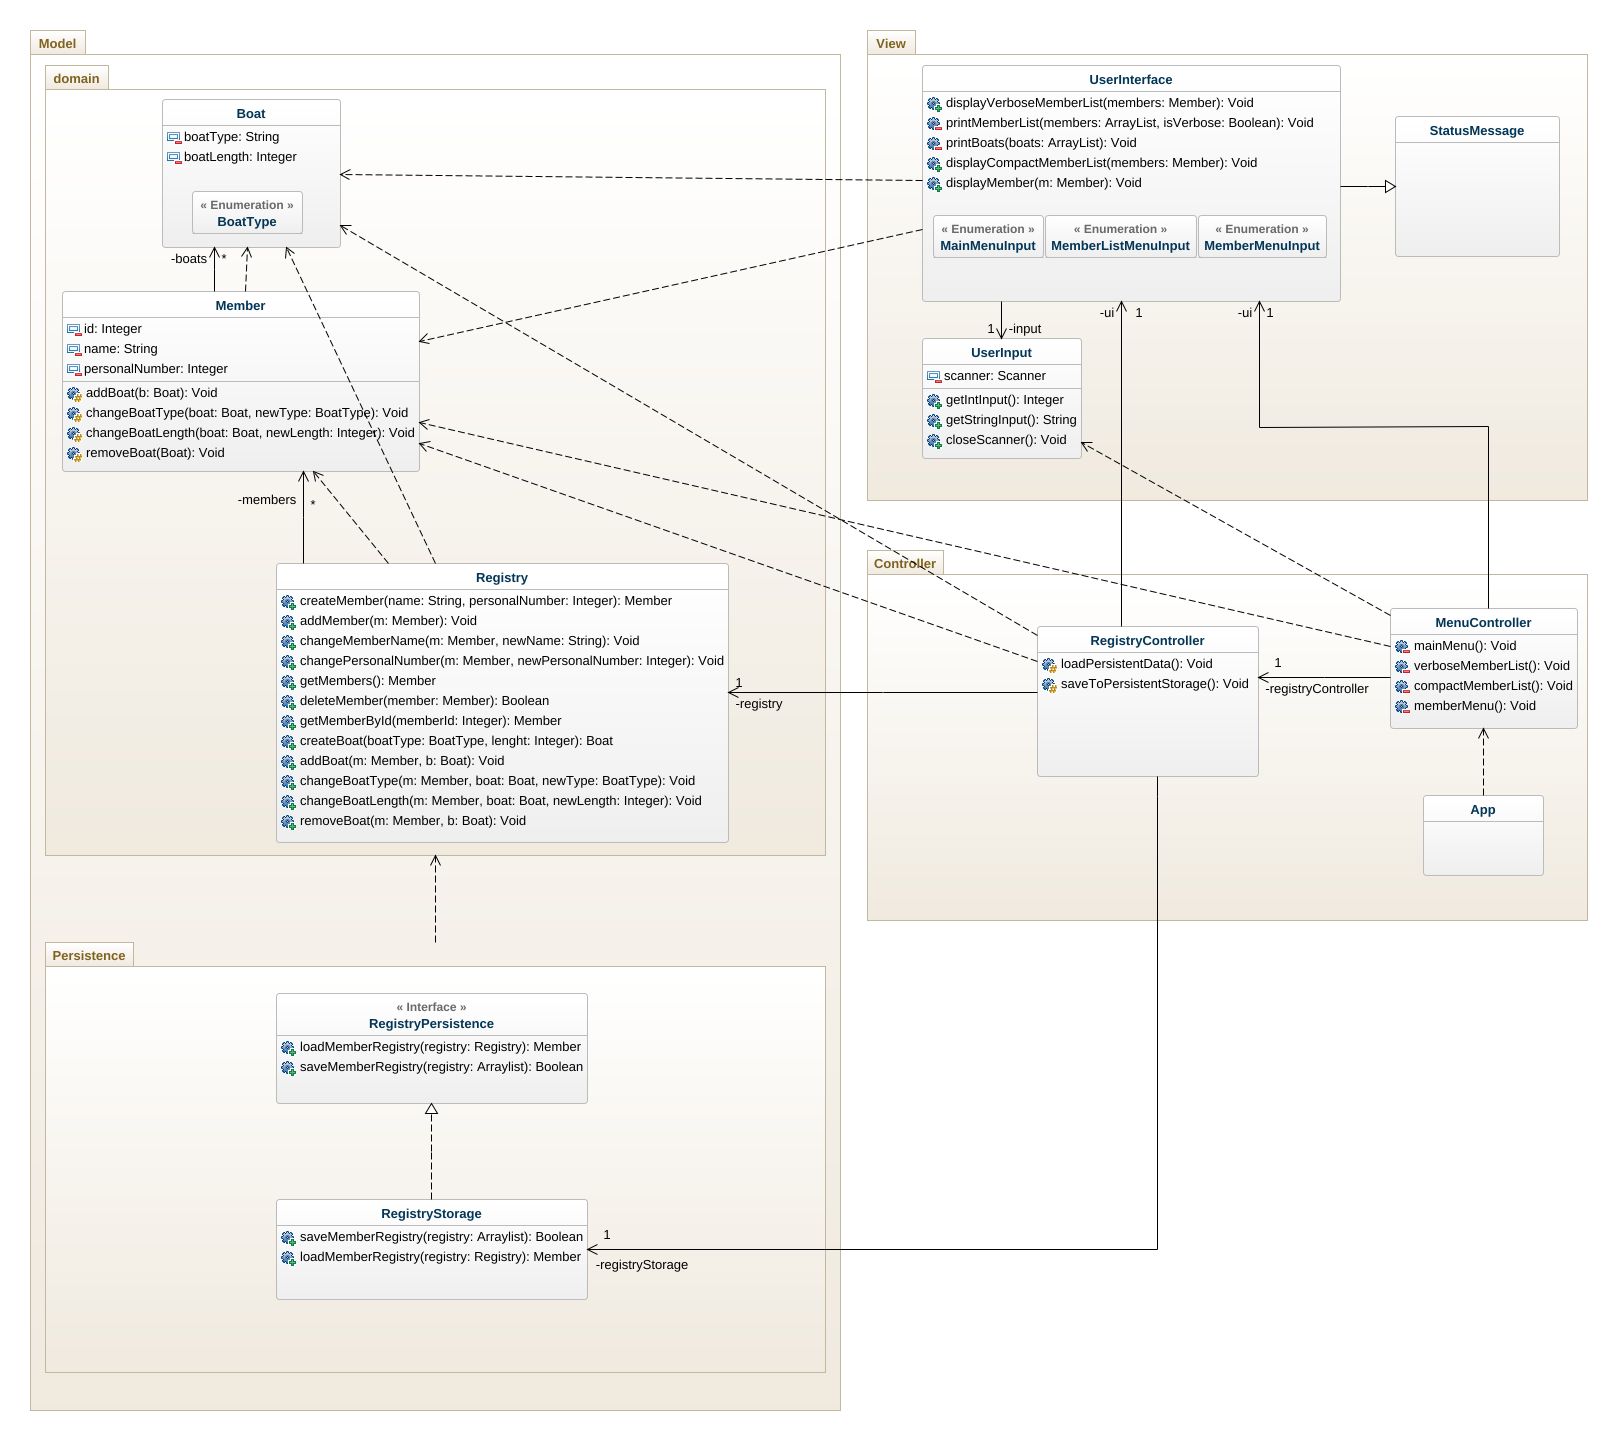 Model
domain
Boat
boatType: String
boatLength: Integer
« Enumeration »
BoatType
-boats
*
Member
id: Integer
name: String
personalNumber: Integer
addBoat(b: Boat): Void
changeBoatType(boat: Boat, newType: BoatType): Void
changeBoatLength(boat: Boat, newLength: Integer): Void
removeBoat(Boat): Void
-members
*
Registry
createMember(name: String, personalNumber: Integer): Member
addMember(m: Member): Void
changeMemberName(m: Member, newName: String): Void
changePersonalNumber(m: Member, newPersonalNumber: Integer): Void
getMembers(): Member
deleteMember(member: Member): Boolean
getMemberById(memberId: Integer): Member
createBoat(boatType: BoatType, lenght: Integer): Boat
addBoat(m: Member, b: Boat): Void
changeBoatType(m: Member, boat: Boat, newType: BoatType): Void
changeBoatLength(m: Member, boat: Boat, newLength: Integer): Void
removeBoat(m: Member, b: Boat): Void
1
-registry
Persistence
« Interface »
RegistryPersistence
loadMemberRegistry(registry: Registry): Member
saveMemberRegistry(registry: Arraylist): Boolean
RegistryStorage
saveMemberRegistry(registry: Arraylist): Boolean
loadMemberRegistry(registry: Registry): Member
1
-registryStorage
View
UserInterface
displayVerboseMemberList(members: Member): Void
printMemberList(members: ArrayList, isVerbose: Boolean): Void
printBoats(boats: ArrayList): Void
displayCompactMemberList(members: Member): Void
displayMember(m: Member): Void
« Enumeration »
MainMenuInput
« Enumeration »
MemberListMenuInput
« Enumeration »
MemberMenuInput
StatusMessage
1
-input
-ui
1
-ui
1
UserInput
scanner: Scanner
getIntInput(): Integer
getStringInput(): String
closeScanner(): Void
Controller
RegistryController
loadPersistentData(): Void
saveToPersistentStorage(): Void
1
-registryController
MenuController
mainMenu(): Void
verboseMemberList(): Void
compactMemberList(): Void
memberMenu(): Void
App